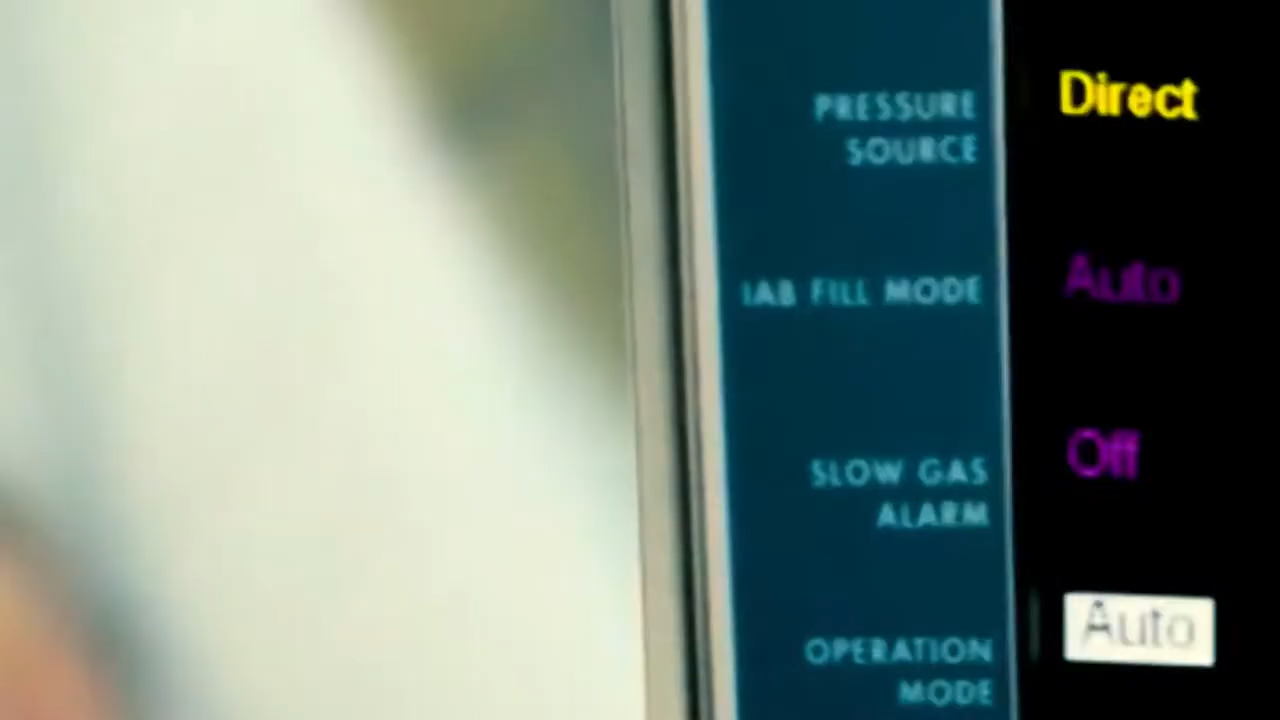 PRESSURE
SOURCE
Direct
IAB FILL MODE
Auto
SLOW GAS
ALARM
Off
OPERATION
MODE
Auto